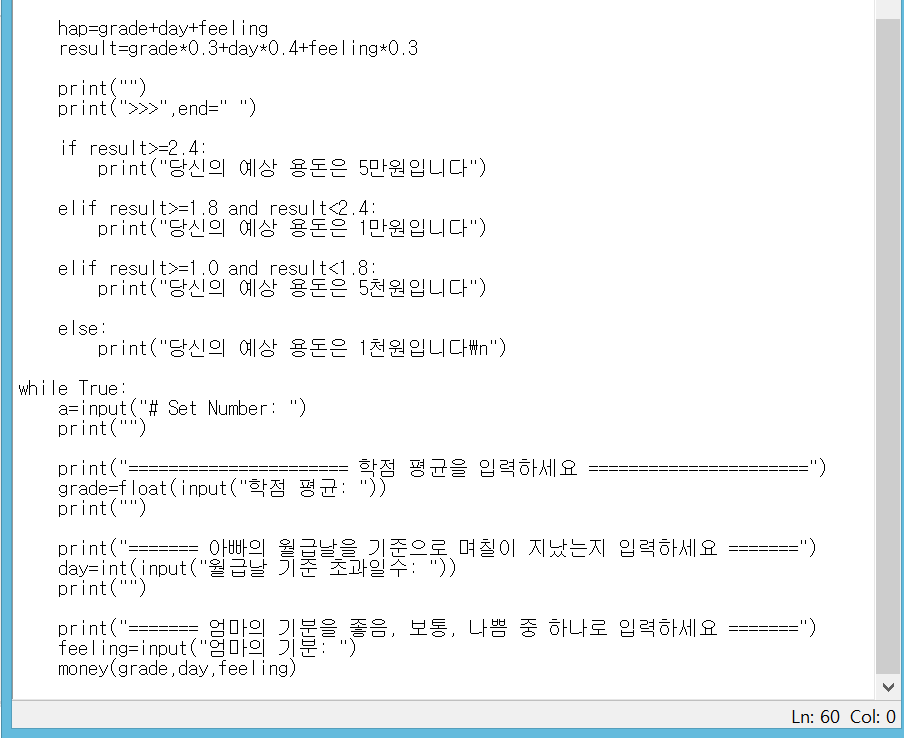 hap=grade+day+feeling
result=grade*0.3+day*0.4+feeling*0.3
print("")
print(">>>",end=" ")
if result>=2.4:
print("당신의 예상 용돈은 5만원입니다")
elif result>=1.8 and result<2.4:
print("당신의 예상 용돈은 1만원입니다")
elif result>=1.0 and result<1.8:
print("당신의 예상 용돈은 5천원입니다")
else:
print("당신의 예상 용돈은 1천원입니다₩n")
while True:
a=input("# Set Number: ")
print("")
print("====================== 학점 평균을 입력하세요 ======================")
grade=float(input("학점 평균: "))
print("")
print("======= 아빠의 월급날을 기준으로 며칠이 지났는지 입력하세요 =======")
day=int(input("월급날 기준 초과일수: "))
print("")
print("======= 엄마의 기분을 좋음, 보통, 나쁨 중 하나로 입력하세요 =======")
feeling=input("엄마의 기분: ")
money(grade,day,feeling)
Ln: 60 Col: 0